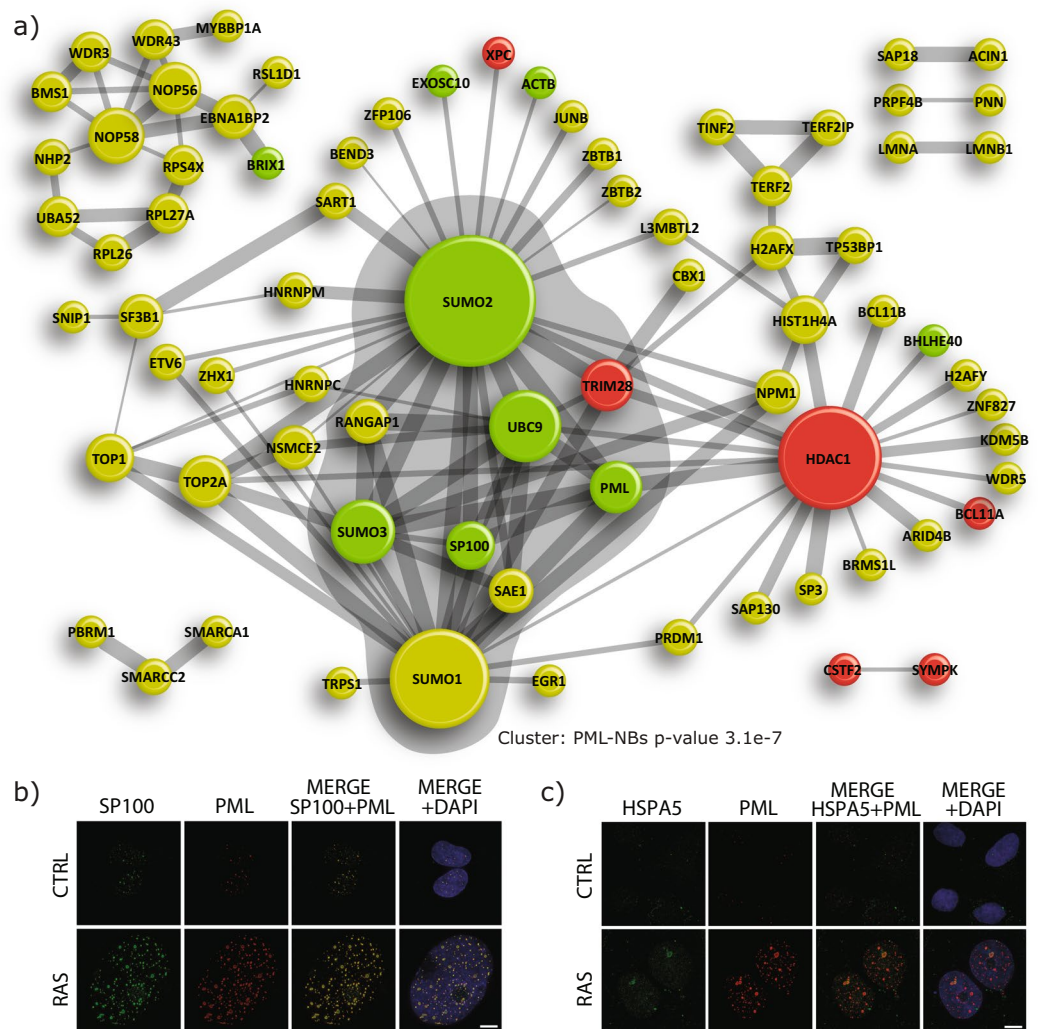 a)
MYBBP1A
WDR43
WDR3
RSL1D1
BMS1
NOP56
EBNA1BP2
NOP58
NHP2
RPS4X
BRIX1
UBA52
RPL27A
RPL26
XPC
EXOSC10
ACTB
ZFP106
JUNB
BEND3
ZBTB1
ZBTB2
SART1
L3MBTL2
SAP18
ACIN1
PRPF4B
PNN
LMNA
LMNB1
TINF2
TERF2IP
TERF2
H2AFX
TP53BP1
CBX1
HNRNPM
SUMO2
SNIP1
SF3B1
HIST1H4A
BCL11B
BHLHE40
ETV6
ZHX1
HNRNPC
TRIM28
NPM1
H2AFY
ZNF827
RANGAP1
UBC9
NSMCE2
KDM5B
TOP1
HDAC1
TOP2A
PML
WDR5
BCL11A
SUMO3
SP100
ARID4B
BRMS1L
SAE1
SP3
SAP130
PBRM1
SMARCA1
PRDM1
SMARCC2
TRPS1
SUMO1
EGR1
CSTF2
SYMPK
Cluster: PML-NBs p-value 3.1e-7
b)
SP100
PML
MERGE
SP100+PML
MERGE
+DAPI
CTRL
RAS
c)
HSPA5
PML
MERGE
HSPA5+PML
MERGE
+DAPI
CTRL
RAS